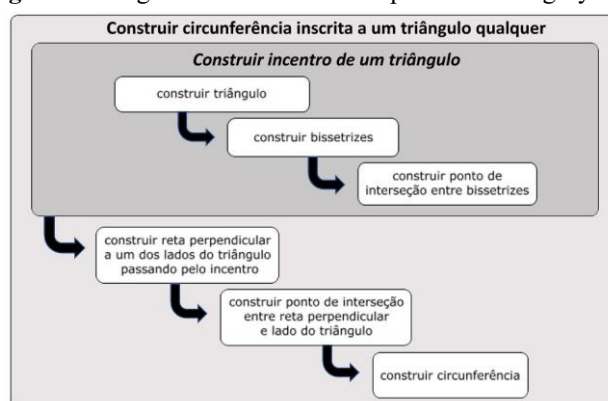 Construir circunferência inscrita a um triângulo qualquer
Construir incentro de um triângulo
construir triângulo
construir bissetrizes
construir ponto de
interseção entre bissetrizes
construir reta perpendicular
a um dos lados do triângulo
passando pelo incentro
construir ponto de interseção
entre reta perpendicular
e lado do triângulo
construir circunferência